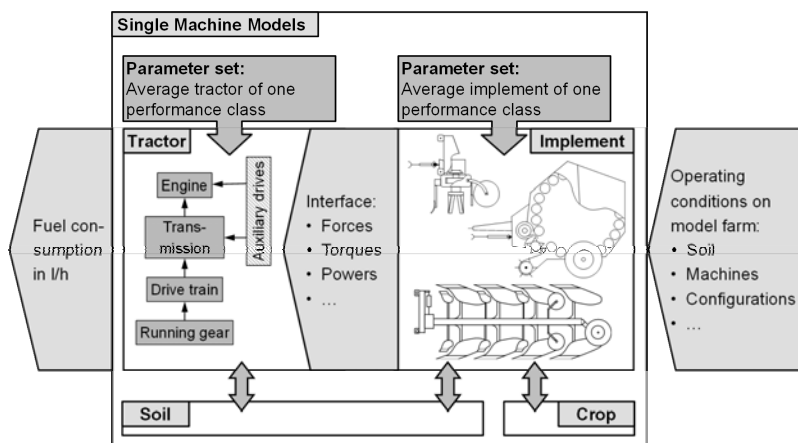 Single Machine Models
Parameter set:
Average tractor of one
performance class
Parameter set:
Average implement of one
performance class
Tractor
Engine
Trans-
mission
Drive train
Running gear
Auxiliary drives
Interface:
• Forces
• Torques
• Powers
• ...
Implement
Fuel con-
sumption
in l/h
Operating
conditions on
model farm:
• Soil
• Machines
• Configurations
• ...
Soil
Crop